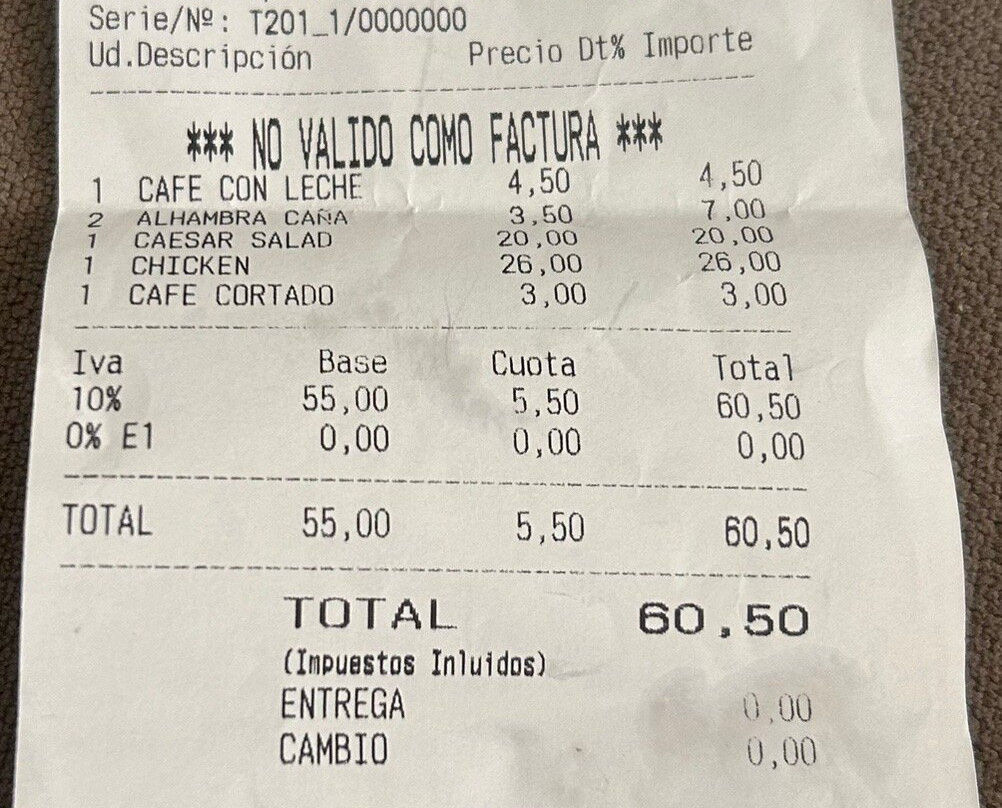 Serie/Nº: T201_1/0000000
Ud.Descripción Precio Dt% Importe
*** NO VALIDO COMO FACTURA ***
1 CAFE CON LECHE 4,50 4,50
2 ALHAMBRA CAÑA 3,50 7,00
1 CAESAR SALAD 20,00 20,00
1 CHICKEN 26,00 26,00
1 CAFE CORTADO 3,00 3,00
Iva Base Cuota Total
10% 55,00 5,50 60,50
0% E1 0,00 0,00 0,00
TOTAL 55,00 5,50 60,50
TOTAL 60,50
(Impuestos Inluidos)
ENTREGA 0,00
CAMBIO 0,00